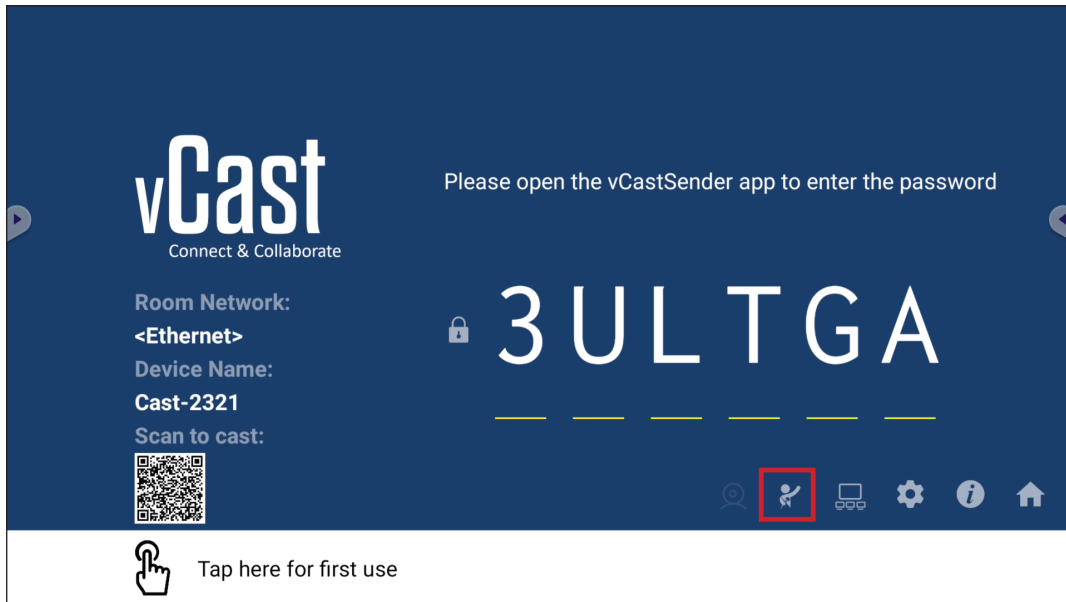 vCast
Connect & Collaborate
Please open the vCastSender app to enter the password
Room Network:
<Ethernet>
Device Name:
Cast-2321
Scan to cast:
3ULTGA
Tap here for first use